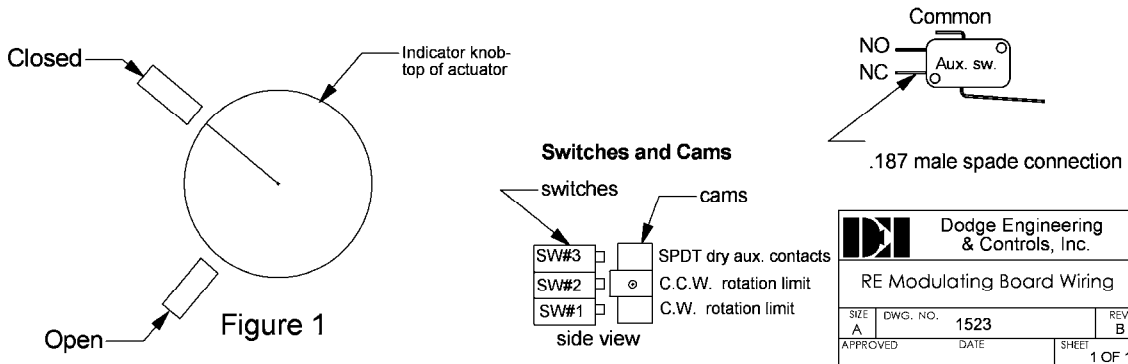 Closed
Indicator knob-
top of actuator
Open
Figure 1
Switches and Cams
switches
cams
SW#3
SPDT dry aux. contacts
SW#2
C.C.W. rotation limit
SW#1
C.W. rotation limit
side view
Common
NO
NC
Aux. sw.
.187 male spade connection
DEI
Dodge Engineering
& Controls, Inc.
RE Modulating Board Wiring
SIZE
A
DWG. NO.
1523
REV
B
APPROVED
DATE
SHEET
1 OF 1